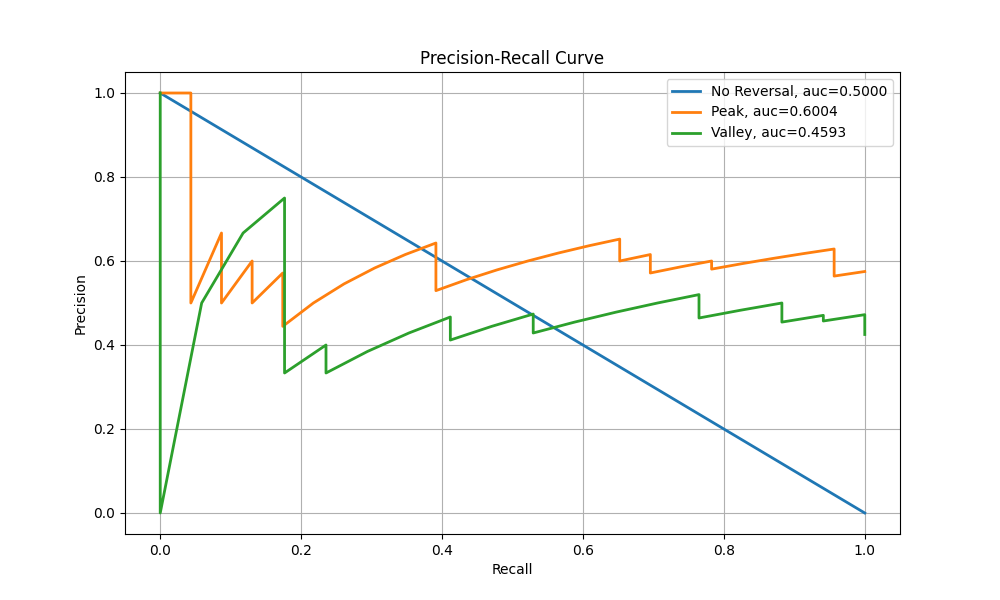 Precision-Recall Curve
No Reversal, auc=0.5000
Peak, auc=0.6004
Valley, auc=0.4593
Precision
1.0
0.8
0.6
0.4
0.2
0.0
0.0 0.2 0.4 0.6 0.8 1.0
Recall